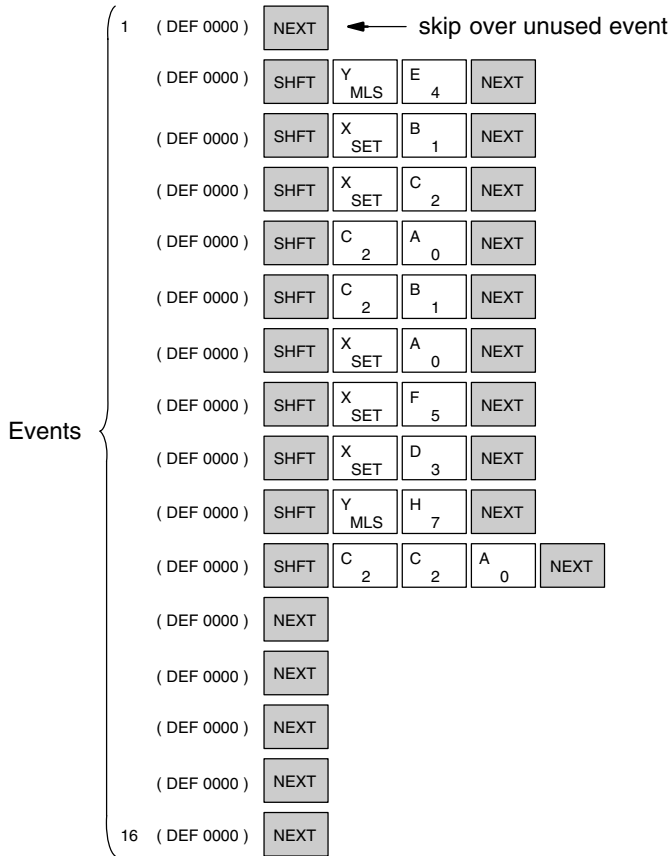 1 ( DEF 0000 ) NEXT skip over unused event
( DEF 0000 ) SHFT Y MLS E 4 NEXT
( DEF 0000 ) SHFT X SET B 1 NEXT
( DEF 0000 ) SHFT X SET C 2 NEXT
( DEF 0000 ) SHFT C 2 A 0 NEXT
( DEF 0000 ) SHFT C 2 B 1 NEXT
( DEF 0000 ) SHFT X SET A 0 NEXT
( DEF 0000 ) SHFT X SET F 5 NEXT
Events
( DEF 0000 ) SHFT X SET D 3 NEXT
( DEF 0000 ) SHFT Y MLS H 7 NEXT
( DEF 0000 ) SHFT C 2 C 2 A 0 NEXT
( DEF 0000 ) NEXT
( DEF 0000 ) NEXT
( DEF 0000 ) NEXT
( DEF 0000 ) NEXT
16 ( DEF 0000 ) NEXT